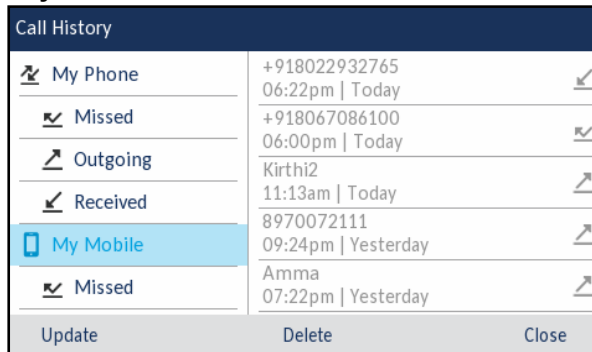 Call History
My Phone
Missed
Outgoing
Received
My Mobile
Missed
+918022932765
06:22pm | Today
+918067086100
06:00pm | Today
Kirthi2
11:13am | Today
8970072111
09:24pm | Yesterday
Amma
07:22pm | Yesterday
Update
Delete
Close